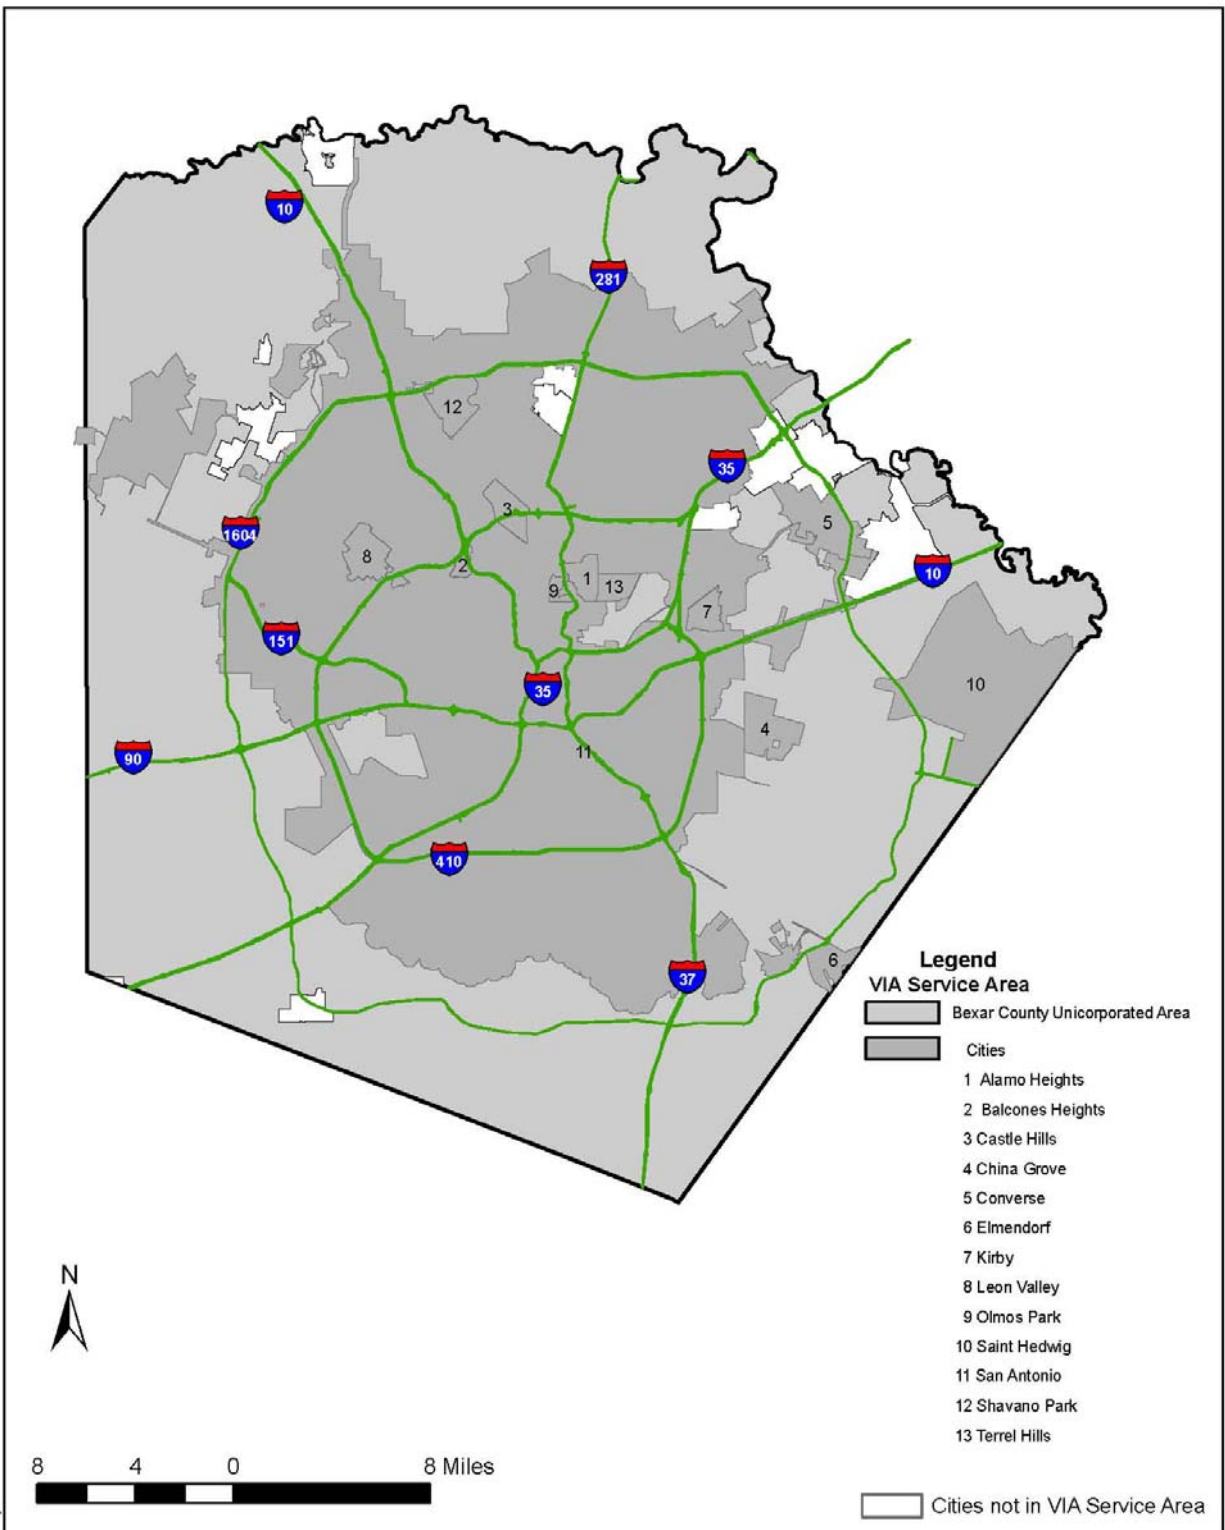 10
281
12
35
3
5
1604
8
2
10
9
1
13
7
151
10
35
4
11
90
410
6
37
Legend
VIA Service Area
Bexar County Unicorporated Area
Cities
1 Alamo Heights
2 Balcones Heights
3 Castle Hills
4 China Grove
5 Converse
6 Elmendorf
7 Kirby
8 Leon Valley
9 Olmos Park
10 Saint Hedwig
11 San Antonio
12 Shavano Park
13 Terrel Hills
N
8 4 0 8 Miles
Cities not in VIA Service Area